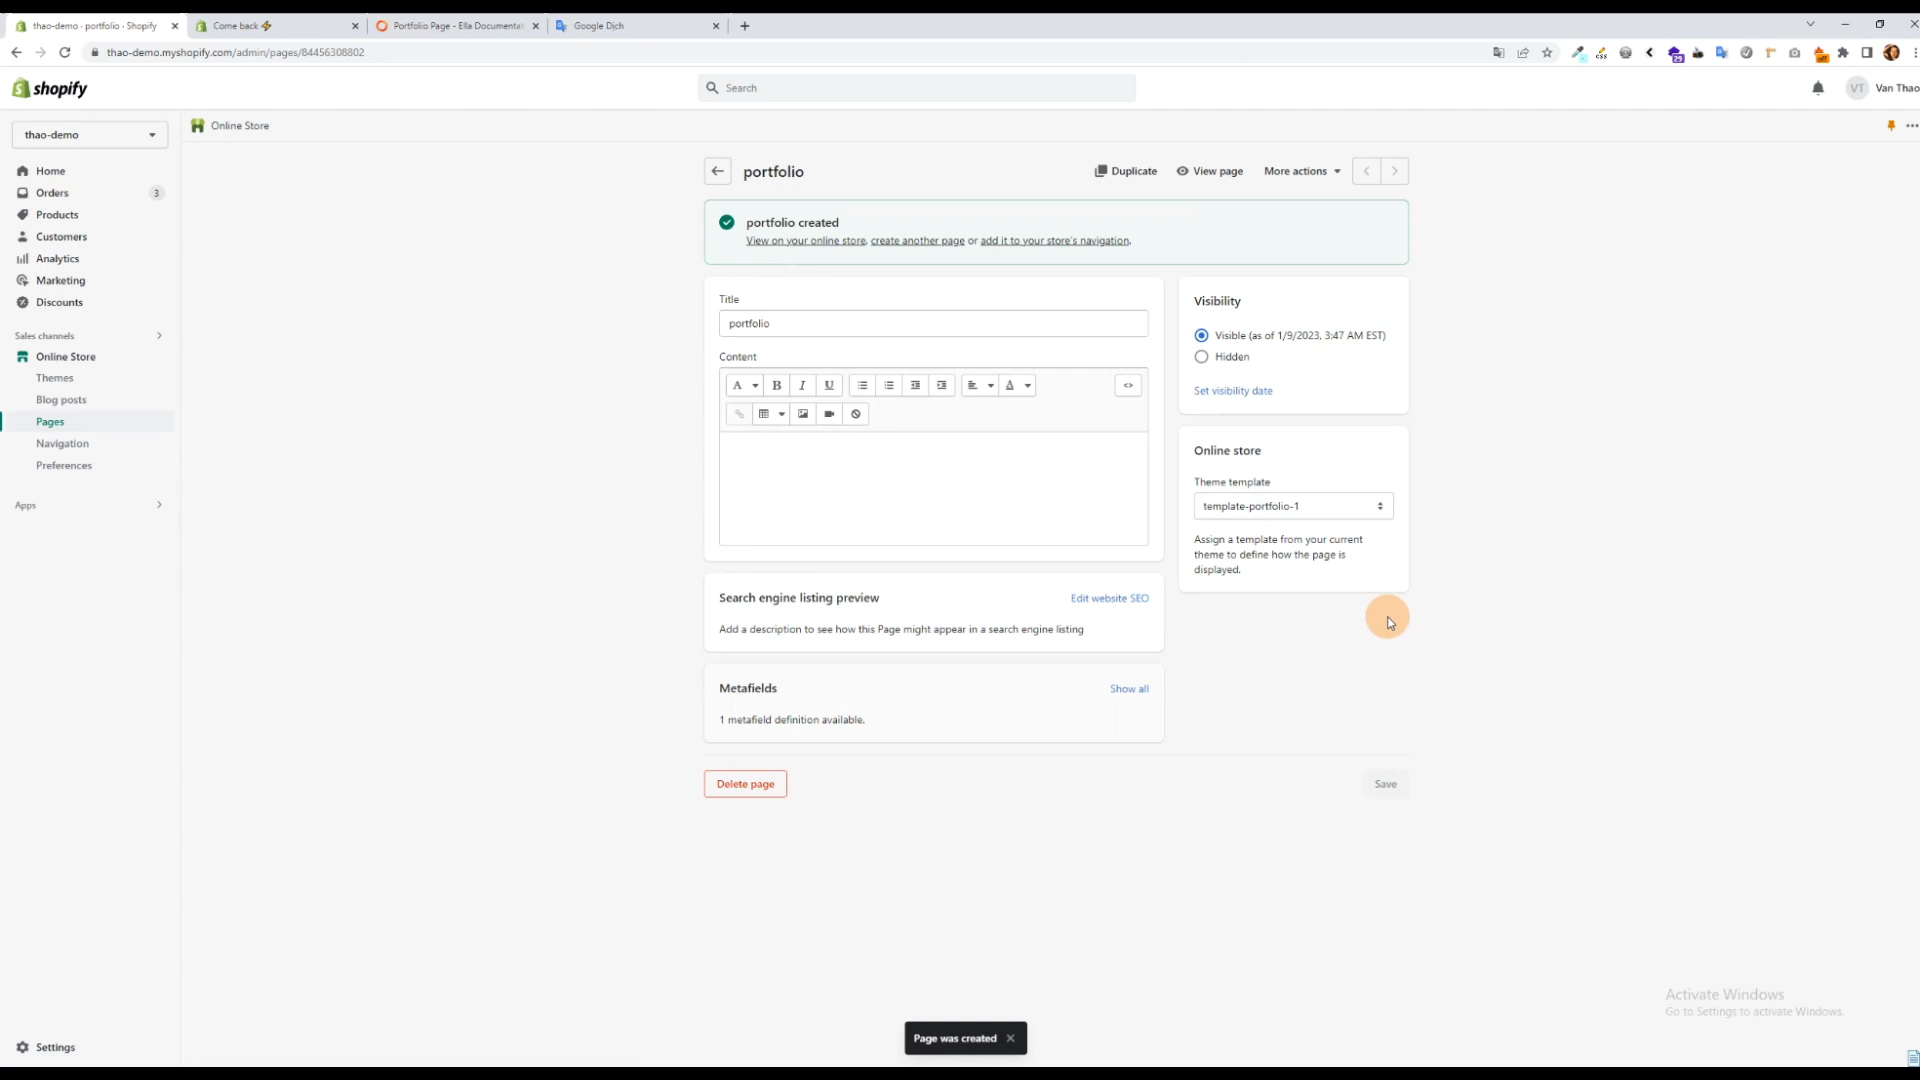 thao-demo · portfolio · Shopify
Come back⚡
Portfolio Page - Ella Documentat
Google Dịch
thao-demo.myshopify.com/admin/pages/84456308802
css
29
shopify
Search
VT
Van Thao
thao-demo
Online Store
Home
Orders
3
Products
Customers
Analytics
Marketing
Discounts
Sales channels
Online Store
Themes
Blog posts
Pages
Navigation
Preferences
Apps
Settings
portfolio
Duplicate
View page
More actions
portfolio created
View on your online store, create another page or add it to your store's navigation.
Title
portfolio
Content
A
B
I
U
A
<>
Search engine listing preview
Edit website SEO
Add a description to see how this Page might appear in a search engine listing
Metafields
Show all
1 metafield definition available.
Delete page
Save
Visibility
Visible (as of 1/9/2023, 3:47 AM EST)
Hidden
Set visibility date
Online store
Theme template
template-portfolio-1
Assign a template from your current
theme to define how the page is
displayed.
Page was created
Activate Windows
Go to Settings to activate Windows.